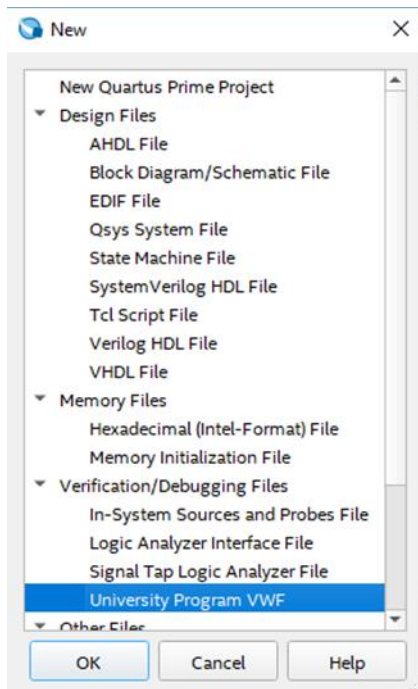 New
New Quartus Prime Project
Design Files
AHDL File
Block Diagram/Schematic File
EDIF File
Qsys System File
State Machine File
SystemVerilog HDL File
Tcl Script File
Verilog HDL File
VHDL File
Memory Files
Hexadecimal (Intel-Format) File
Memory Initialization File
Verification/Debugging Files
In-System Sources and Probes File
Logic Analyzer Interface File
Signal Tap Logic Analyzer File
University Program VWF
Other Files
OK Cancel Help